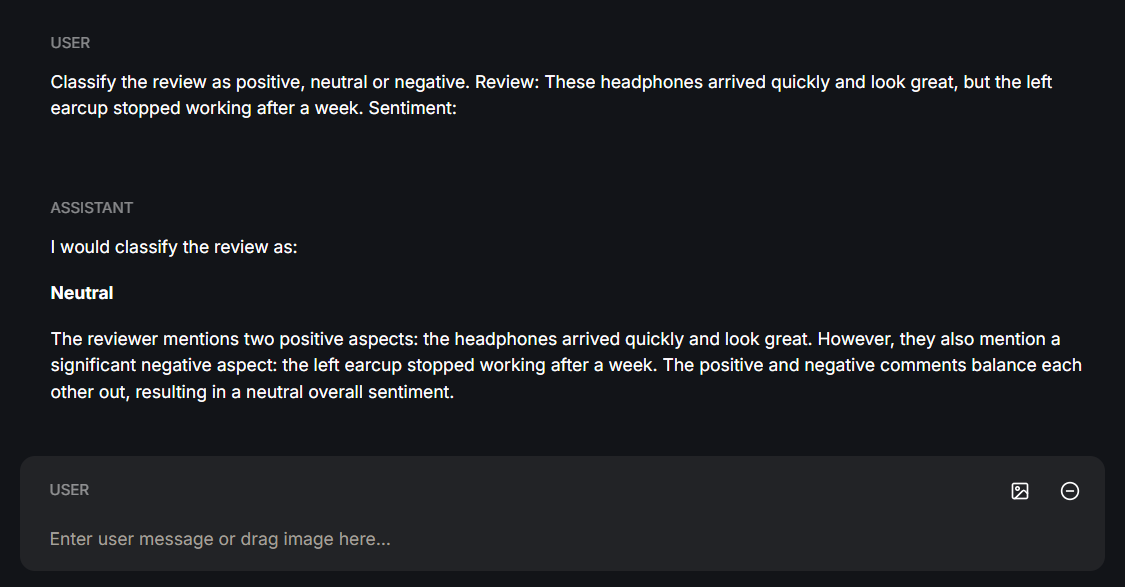 USER
Classify the review as positive, neutral or negative. Review: These headphones arrived quickly and look great, but the left
earcup stopped working after a week. Sentiment:
ASSISTANT
I would classify the review as:
Neutral
The reviewer mentions two positive aspects: the headphones arrived quickly and look great. However, they also mention a
significant negative aspect: the left earcup stopped working after a week. The positive and negative comments balance each
other out, resulting in a neutral overall sentiment.
USER
Enter user message or drag image here...